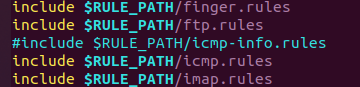 include $RULE_PATH/finger.rules
include $RULE_PATH/ftp.rules
#include $RULE_PATH/icmp-info.rules
include $RULE_PATH/icmp.rules
include $RULE_PATH/imap.rules